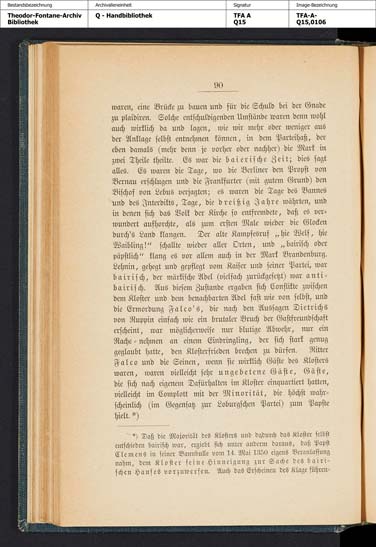 Bestandsbezeichnung
Archivalieneinheit
Signatur
Image-Bezeichnung
Theodor-Fontane-Archiv
Bibliothek
Q - Handbibliothek
TFA A
Q15
TFA-A-
Q15,0106
90
waren, eine Brücke zu bauen und für die Schuld bei der Gnade
zu plaidiren. Solche entschuldigenden Umstände waren denn wohl
auch wirklich da und lagen, wie wir mehr oder weniger aus
der Anklage selbst entnehmen können, in dem Parteihaß, der
eben damals (mehr denn je vorher oder nachher) die Mark in
zwei Theile theilte. Es war die bairische Zeit; dies sagt
alles. Es waren die Tage, wo die Berliner den Propst von
Bernau erschlugen und die Frankfurter (mit gutem Grund) den
Bischof von Lebus verjagten; es waren die Tage des Bannes
und des Interdikts, Tage, die dreißig Jahre währten, und
in denen sich das Volk der Kirche so entfremdete, daß es ver-
wundert aufhorchte, als zum ersten Male wieder die Glocken
durch's Land klangen. Der alte Kampfesruf „hie Welf, hie
Waibling!“ schallte wieder aller Orten, und „bairisch oder
päpstlich“ klang es vor allem auch in der Mark Brandenburg.
Lehnin, gehegt und gepflegt vom Kaiser und seiner Partei, war
bairisch, der märkische Adel (vielfach zurückgesetzt) war anti-
bairisch. Aus diesem Zustande ergaben sich Conflikte zwischen
dem Kloster und dem benachbarten Adel fast wie von selbst, und
die Ermordung Falco's, die nach den Aussagen Dietrichs
von Ruppin einfach wie ein brutaler Bruch der Gastfreundschaft
erscheint, war möglicherweise nur blutige Abwehr, nur ein
Rache-nehmen an einem Eindringling, der sich stark genug
geglaubt hatte, den Klosterfrieden brechen zu dürfen. Ritter
Falco und die Seinen, wenn sie wirklich Gäste des Klosters
waren, waren vielleicht sehr ungebetene Gäste, Gäste,
die sich nach eigenem Dafürhalten im Kloster einquartiert hatten,
vielleicht im Complott mit der Minorität, die höchst wahr-
scheinlich (im Gegensatz zur Loburgschen Partei) zum Papste
hielt.*)
*) Daß die Majorität des Klosters und dadurch das Kloster selbst
entschieden bairisch war, ergiebt sich unter anderm daraus, daß Papst
Clemens in seiner Bannbulle vom 14. Mai 1350 eigens Veranlassung
nahm, dem Kloster seine Hinneigung zur Sache des bairi-
schen Hauses vorzuwerfen. Auch das Erscheinen des Klage führen-